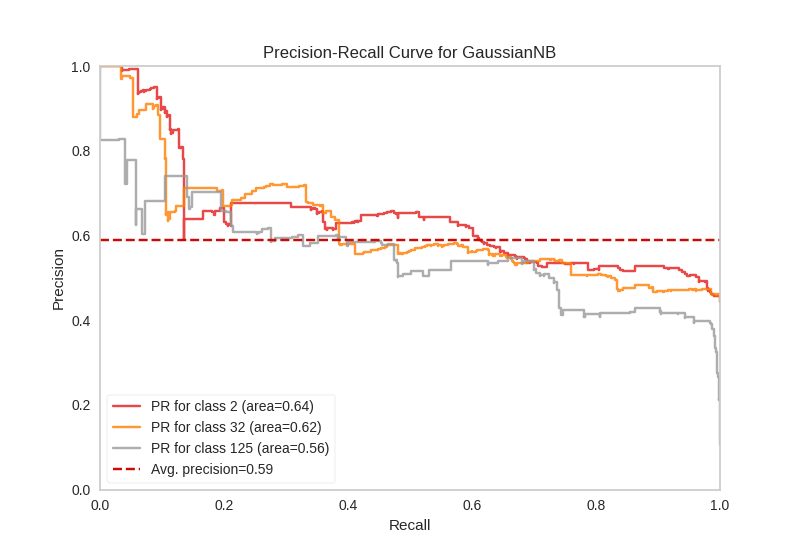 Precision-Recall Curve for GaussianNB
1.0
0.8
0.6
0.4
0.2
0.0
Precision
PR for class 2 (area=0.64)
PR for class 32 (area=0.62)
PR for class 125 (area=0.56)
Avg. precision=0.59
0.0 0.2 0.4 0.6 0.8 1.0
Recall